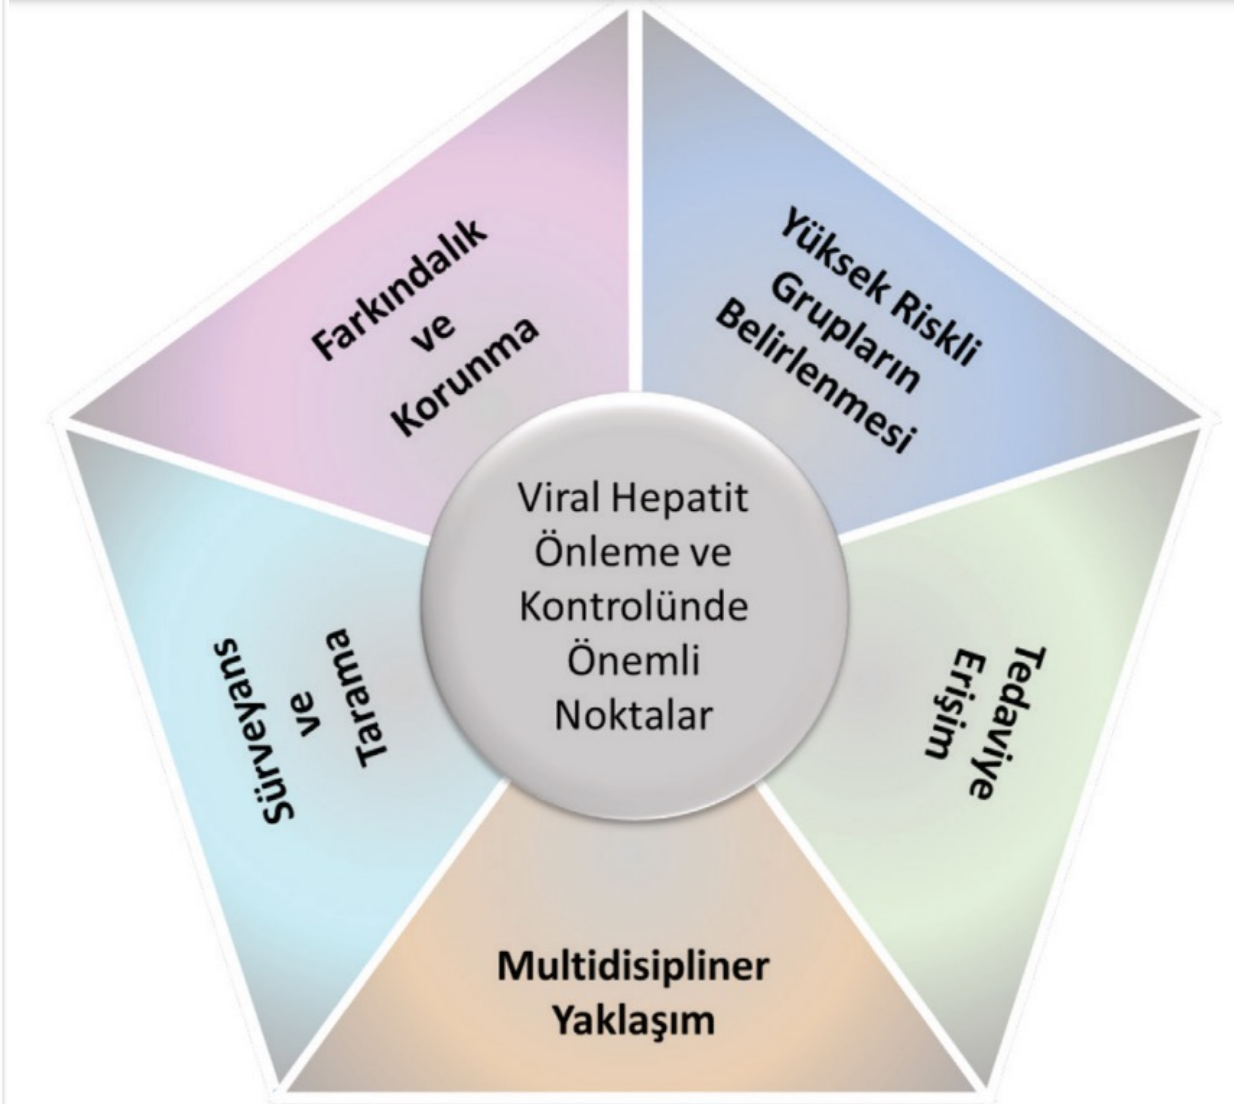 Farkındalık
ve
Korunma
Yüksek Riskli
Grupların
Belirlenmesi
Viral Hepatit
Önleme ve
Kontrolünde
Önemli
Noktalar
Tarama
ve
Sürveyans
Tedaviye
Erişim
Multidisipliner
Yaklaşım